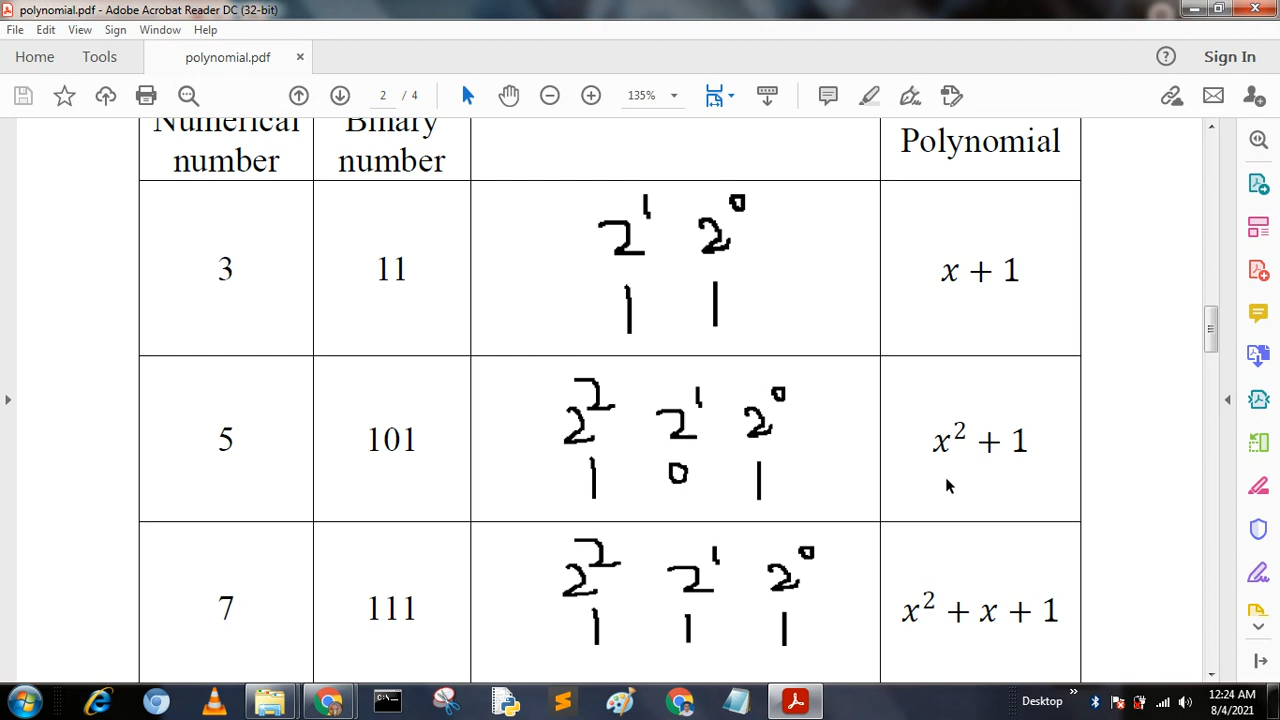 polynomial.pdf - Adobe Acrobat Reader DC (32-bit)
File Edit View Sign Window Help
Home Tools polynomial.pdf × Sign In
2 / 4 135%
Numerical number Binary number Polynomial
2¹ 2⁰
3 11 x + 1
1 1
2² 2¹ 2⁰
5 101 x² + 1
1 0 1
2² 2¹ 2⁰
7 111 x² + x + 1
1 1 1
Desktop » 12:24 AM
8/4/2021